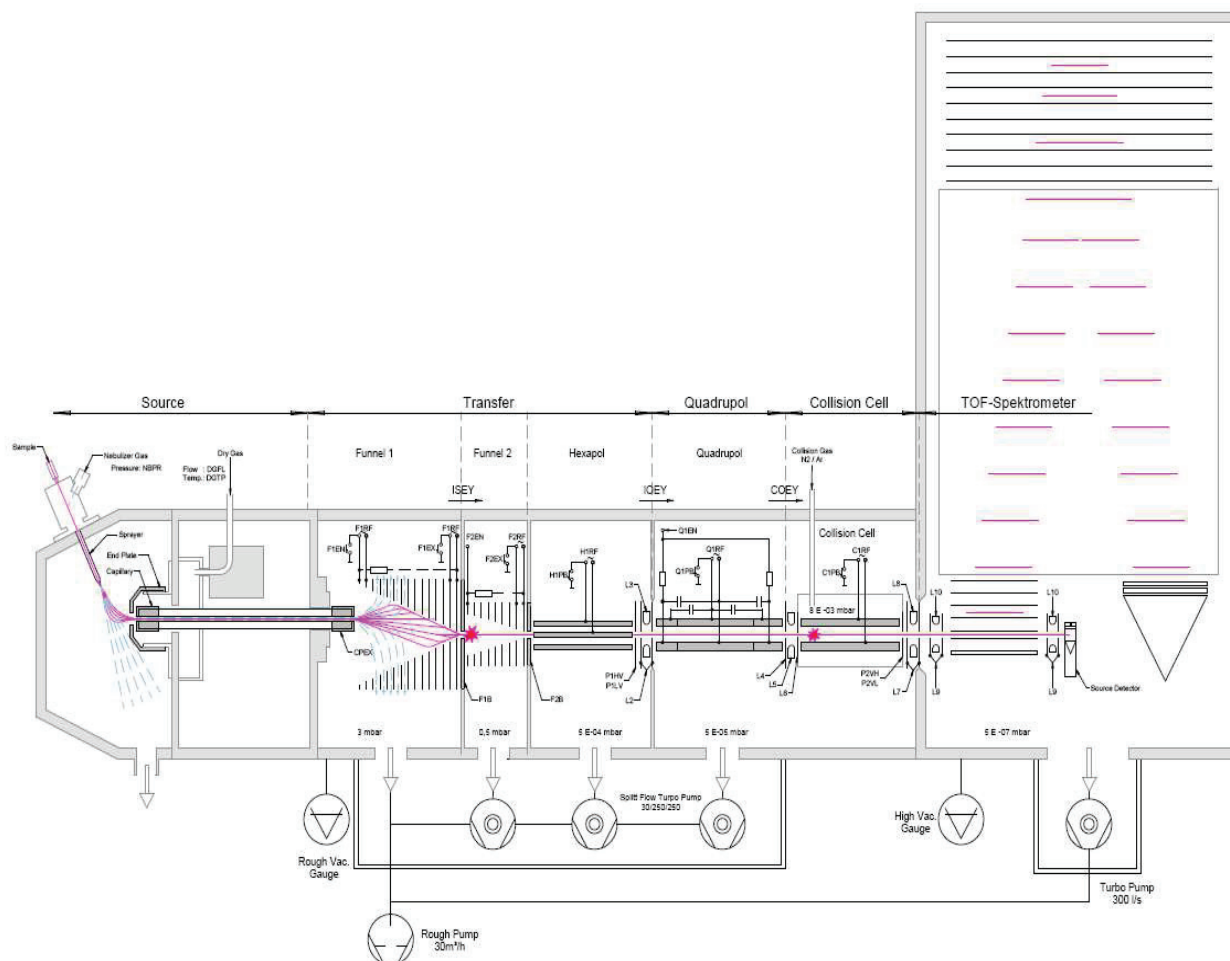 Source
Transfer
Quadrupol
Collision Cell
TOF-Spektrometer
Sample
Nebulizer Gas
Pressure: NBPR
Dry Gas
Flow : DGFL
Temp.: DGTP
Funnel 1
Funnel 2
Hexapol
Quadrupol
Collision Gas
N2 / Ar
ISEY
IOEY
COEY
Sprayer
End Plate
Capillary
CPEX
F1EN
F1RF
F1EX
F1RF
F2EN
F2EX
F2RF
H1PB
H1RF
L3
Q1EN
Q1PB
Q1RF
Collision Cell
C1PB
C1RF
8 E -03 mbar
L8
L10
L10
F1B
F2B
P1HV
P1LV
L2
L4
L5
L6
P2VH
P2VL
L7
L9
L9
Source Detector
3 mbar
0,5 mbar
5 E-04 mbar
5 E-05 mbar
5 E -07 mbar
Rough Vac.
Gauge
Splitt Flow Turpo Pump
30/250/250
High Vac.
Gauge
Turbo Pump
300 l/s
Rough Pump
30m³/h